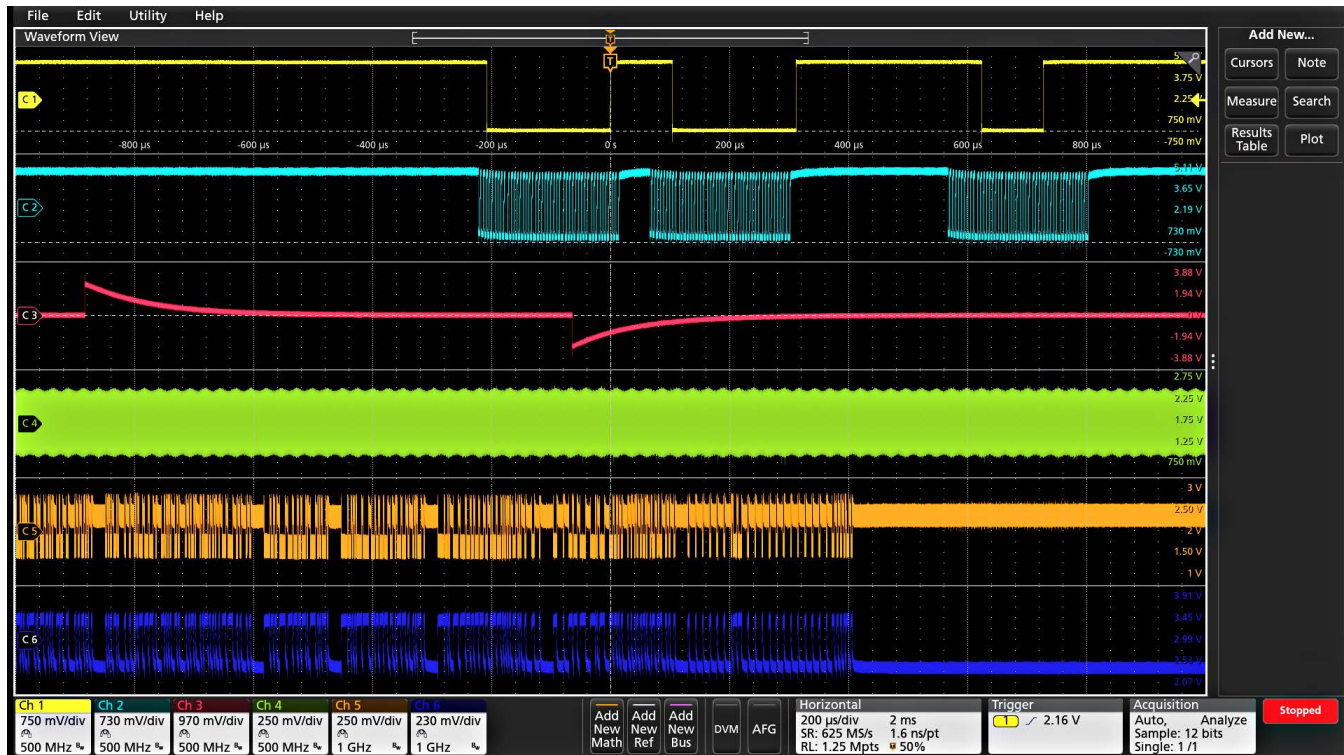 File Edit Utility Help
Waveform View
Add New...
Cursors Note
Measure Search
Results Table Plot
T
T
C 1
3.75 V
2.25
750 mV
-750 mV
-800 µs -600 µs -400 µs -200 µs 0 s 200 µs 400 µs 600 µs 800 µs
C 2
5.11 V
3.65 V
2.19 V
730 mV
-730 mV
C 3
3.88 V
1.94 V
-1.94 V
-3.88 V
C 4
2.75 V
2.25 V
1.75 V
1.25 V
750 mV
C 5
3 V
2.50 V
2 V
1.50 V
1 V
C 6
3.91 V
3.45 V
2.99 V
2.53 V
2.07 V
Ch 1
750 mV/div
500 MHz Bw
Ch 2
730 mV/div
500 MHz Bw
Ch 3
970 mV/div
500 MHz Bw
Ch 4
250 mV/div
500 MHz Bw
Ch 5
250 mV/div
1 GHz Bw
Ch 6
230 mV/div
1 GHz Bw
Add New Math
Add New Ref
Add New Bus
DVM
AFG
Horizontal
200 µs/div 2 ms
SR: 625 MS/s 1.6 ns/pt
RL: 1.25 Mpts 50%
Trigger
1 2.16 V
Acquisition
Auto, Analyze
Sample: 12 bits
Single: 1/1
Stopped